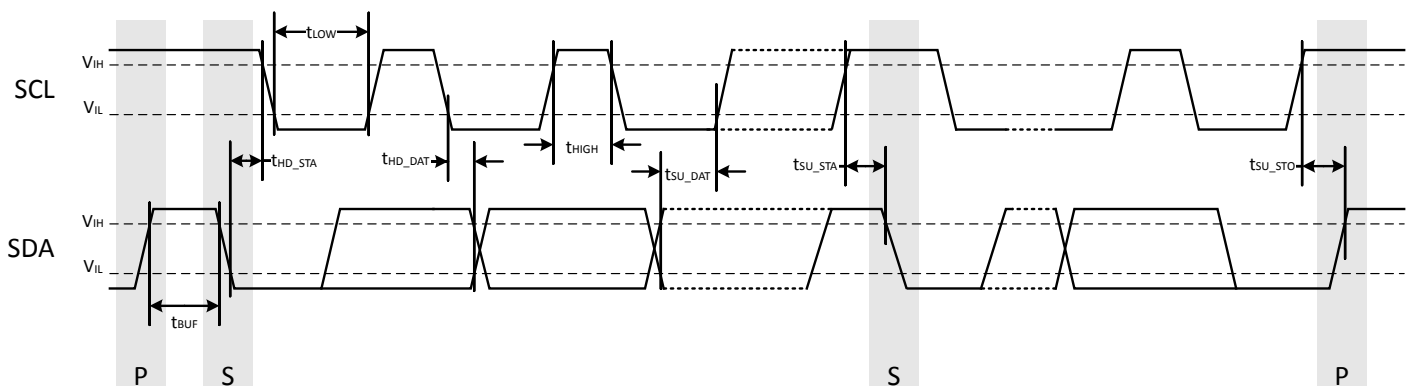 tLOW
VIH
SCL
VIL
tHD_STA
tHD_DAT
tHIGH
tSU_DAT
tSU_STA
tSU_STO
VIH
SDA
VIL
tBUF
P
S
S
P